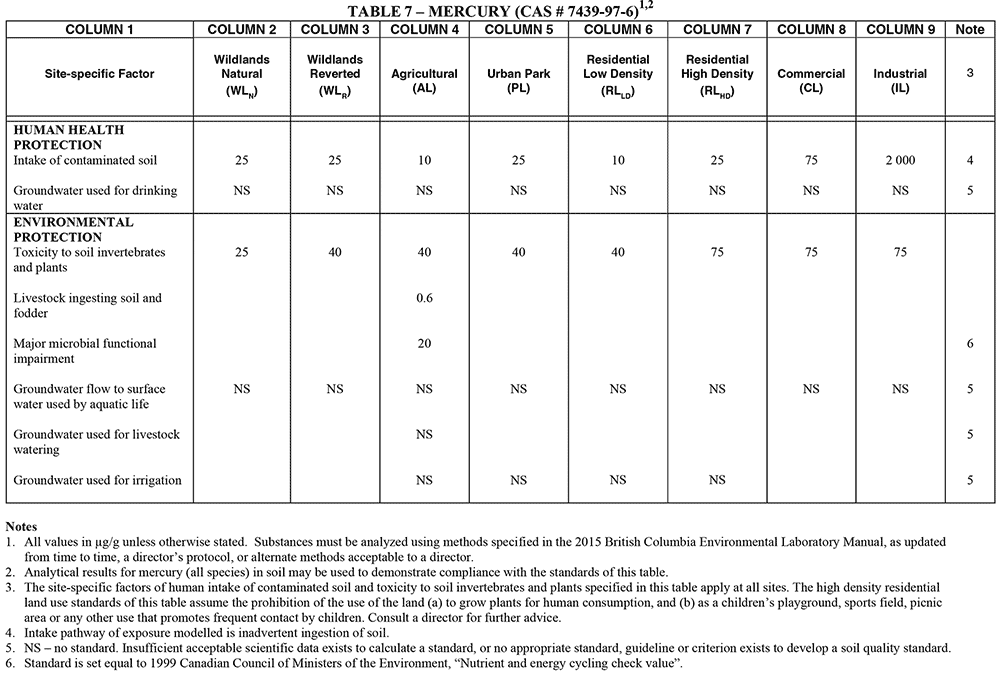 TABLE 7 – MERCURY (CAS # 7439-97-6)1,2
COLUMN 1 COLUMN 2 COLUMN 3 COLUMN 4 COLUMN 5 COLUMN 6 COLUMN 7 COLUMN 8 COLUMN 9 Note
Site-specific Factor Wildlands Natural (WLN) Wildlands Reverted (WLR) Agricultural (AL) Urban Park (PL) Residential Low Density (RLLD) Residential High Density (RLHD) Commercial (CL) Industrial (IL) 3
HUMAN HEALTH
PROTECTION
Intake of contaminated soil 25 25 10 25 10 25 75 2 000 4
Groundwater used for drinking NS NS NS NS NS NS NS NS 5
water
ENVIRONMENTAL
PROTECTION
Toxicity to soil invertebrates 25 40 40 40 40 75 75 75
and plants
Livestock ingesting soil and 0.6
fodder
Major microbial functional 20 6
impairment
Groundwater flow to surface NS NS NS NS NS NS NS NS 5
water used by aquatic life
Groundwater used for livestock NS 5
watering
Groundwater used for irrigation NS NS NS NS 5
Notes
1. All values in µg/g unless otherwise stated. Substances must be analyzed using methods specified in the 2015 British Columbia Environmental Laboratory Manual, as updated
from time to time, a director's protocol, or alternate methods acceptable to a director.
2. Analytical results for mercury (all species) in soil may be used to demonstrate compliance with the standards of this table.
3. The site-specific factors of human intake of contaminated soil and toxicity to soil invertebrates and plants specified in this table apply at all sites. The high density residential
land use standards of this table assume the prohibition of the use of the land (a) to grow plants for human consumption, and (b) as a children's playground, sports field, picnic
area or any other use that promotes frequent contact by children. Consult a director for further advice.
4. Intake pathway of exposure modelled is inadvertent ingestion of soil.
5. NS – no standard. Insufficient acceptable scientific data exists to calculate a standard, or no appropriate standard, guideline or criterion exists to develop a soil quality standard.
6. Standard is set equal to 1999 Canadian Council of Ministers of the Environment, "Nutrient and energy cycling check value".